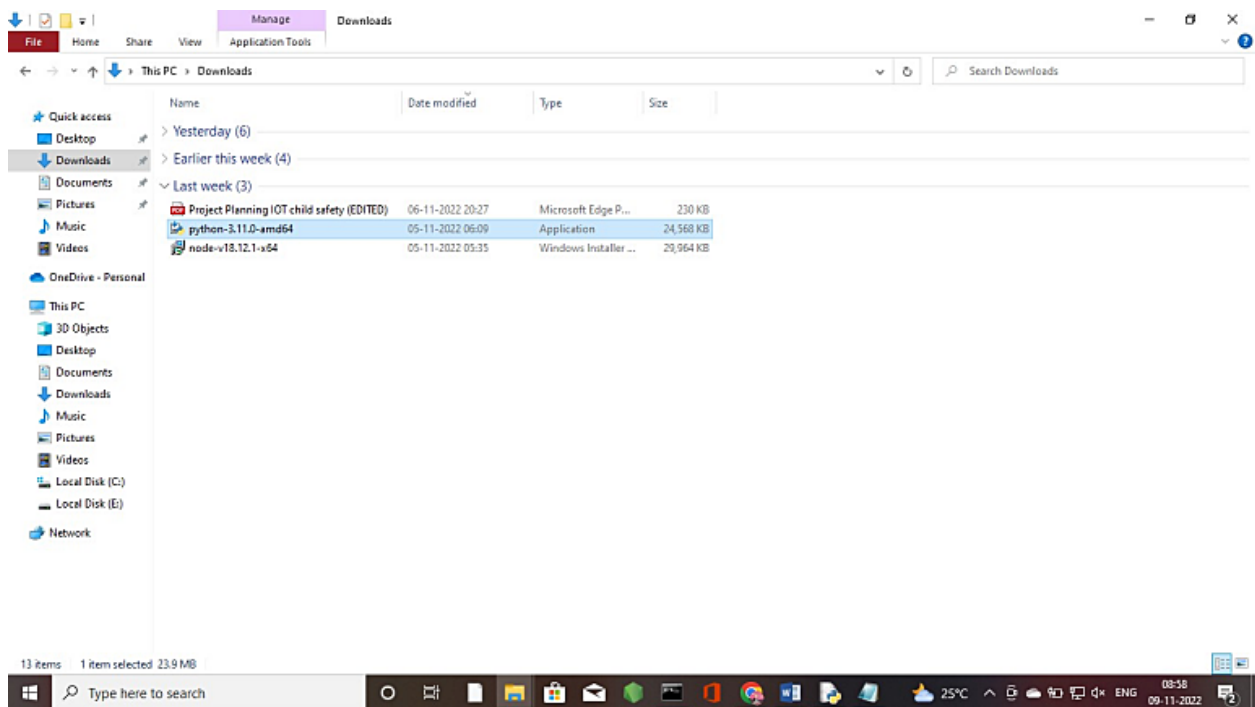 Manage Downloads
File Home Share View Application Tools
This PC › Downloads Search Downloads
Name Date modified Type Size
Quick access
Desktop
Downloads
Documents
Pictures
Music
Videos
OneDrive - Personal
This PC
3D Objects
Desktop
Documents
Downloads
Music
Pictures
Videos
Local Disk (C:)
Local Disk (E:)
Network
Yesterday (6)
Earlier this week (4)
Last week (3)
Project Planning IOT child safety (EDITED) 06-11-2022 20:27 Microsoft Edge P... 230 KB
python-3.11.0-amd64 05-11-2022 06:09 Application 24,568 KB
node-v18.12.1-x64 05-11-2022 05:35 Windows Installer ... 29,964 KB
13 items 1 item selected 23.9 MB
Type here to search 25°C ENG 08:58
09-11-2022